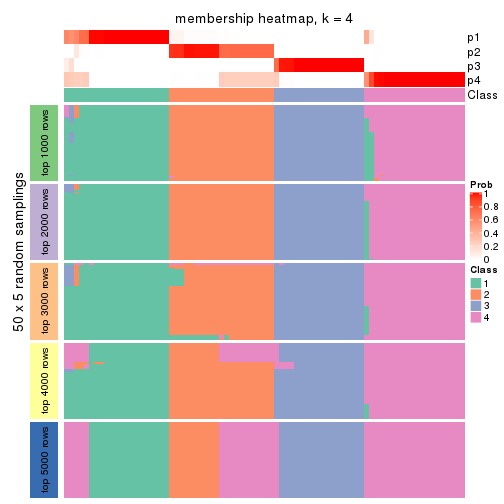 membership heatmap, k = 4
p1
p2
p3
p4
Class
50 x 5 random samplings
top 1000 rows
top 2000 rows
top 3000 rows
top 4000 rows
top 5000 rows
Prob
1
0.8
0.6
0.4
0.2
0
Class
1
2
3
4